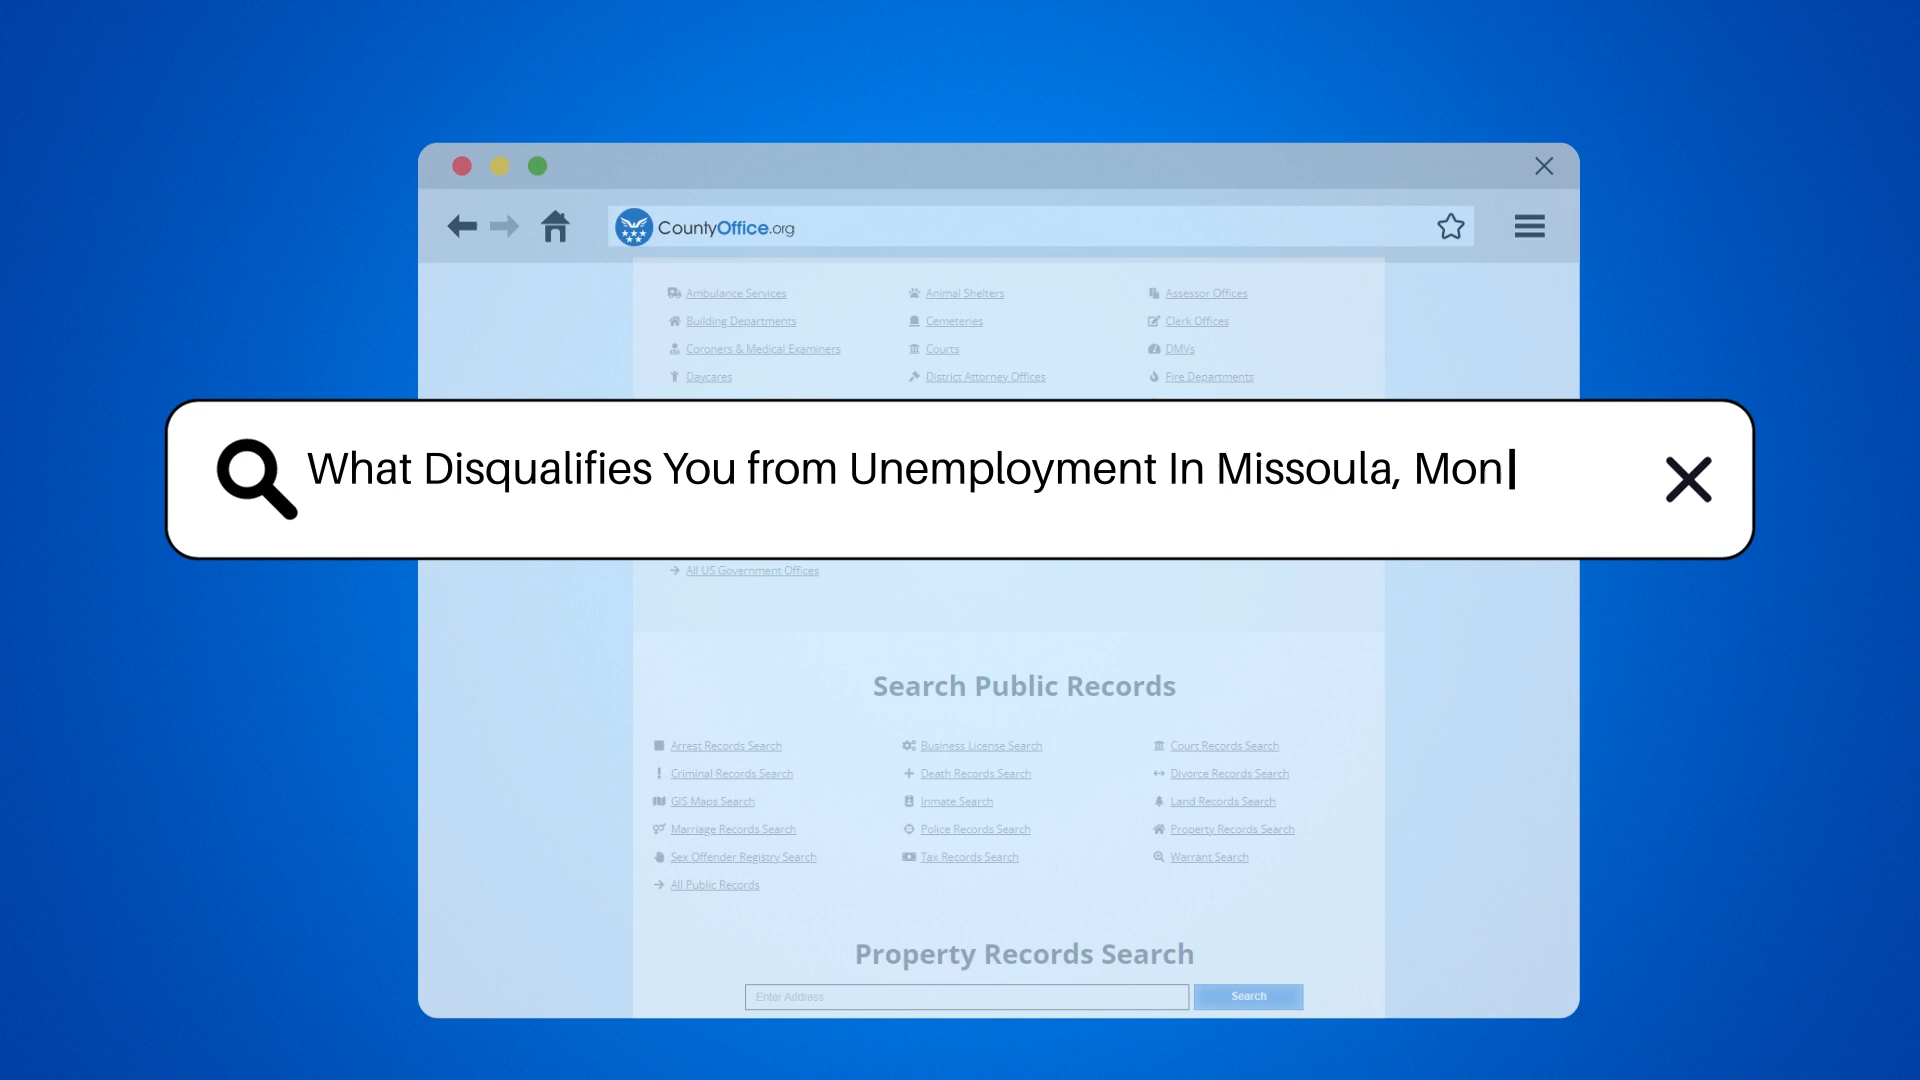 CountyOffice.org
Ambulance Services Animal Shelters Assessor Offices
Building Departments Cemeteries Clerk Offices
Coroners & Medical Examiners Courts DMVs
Daycares District Attorney Offices Fire Departments
What Disqualifies You from Unemployment In Missoula, Mon
All US Government Offices
Search Public Records
Arrest Records Search Business License Search Court Records Search
Criminal Records Search Death Records Search Divorce Records Search
GIS Maps Search Inmate Search Land Records Search
Marriage Records Search Police Records Search Property Records Search
Sex Offender Registry Search Tax Records Search Warrant Search
All Public Records
Property Records Search
Enter Address Search